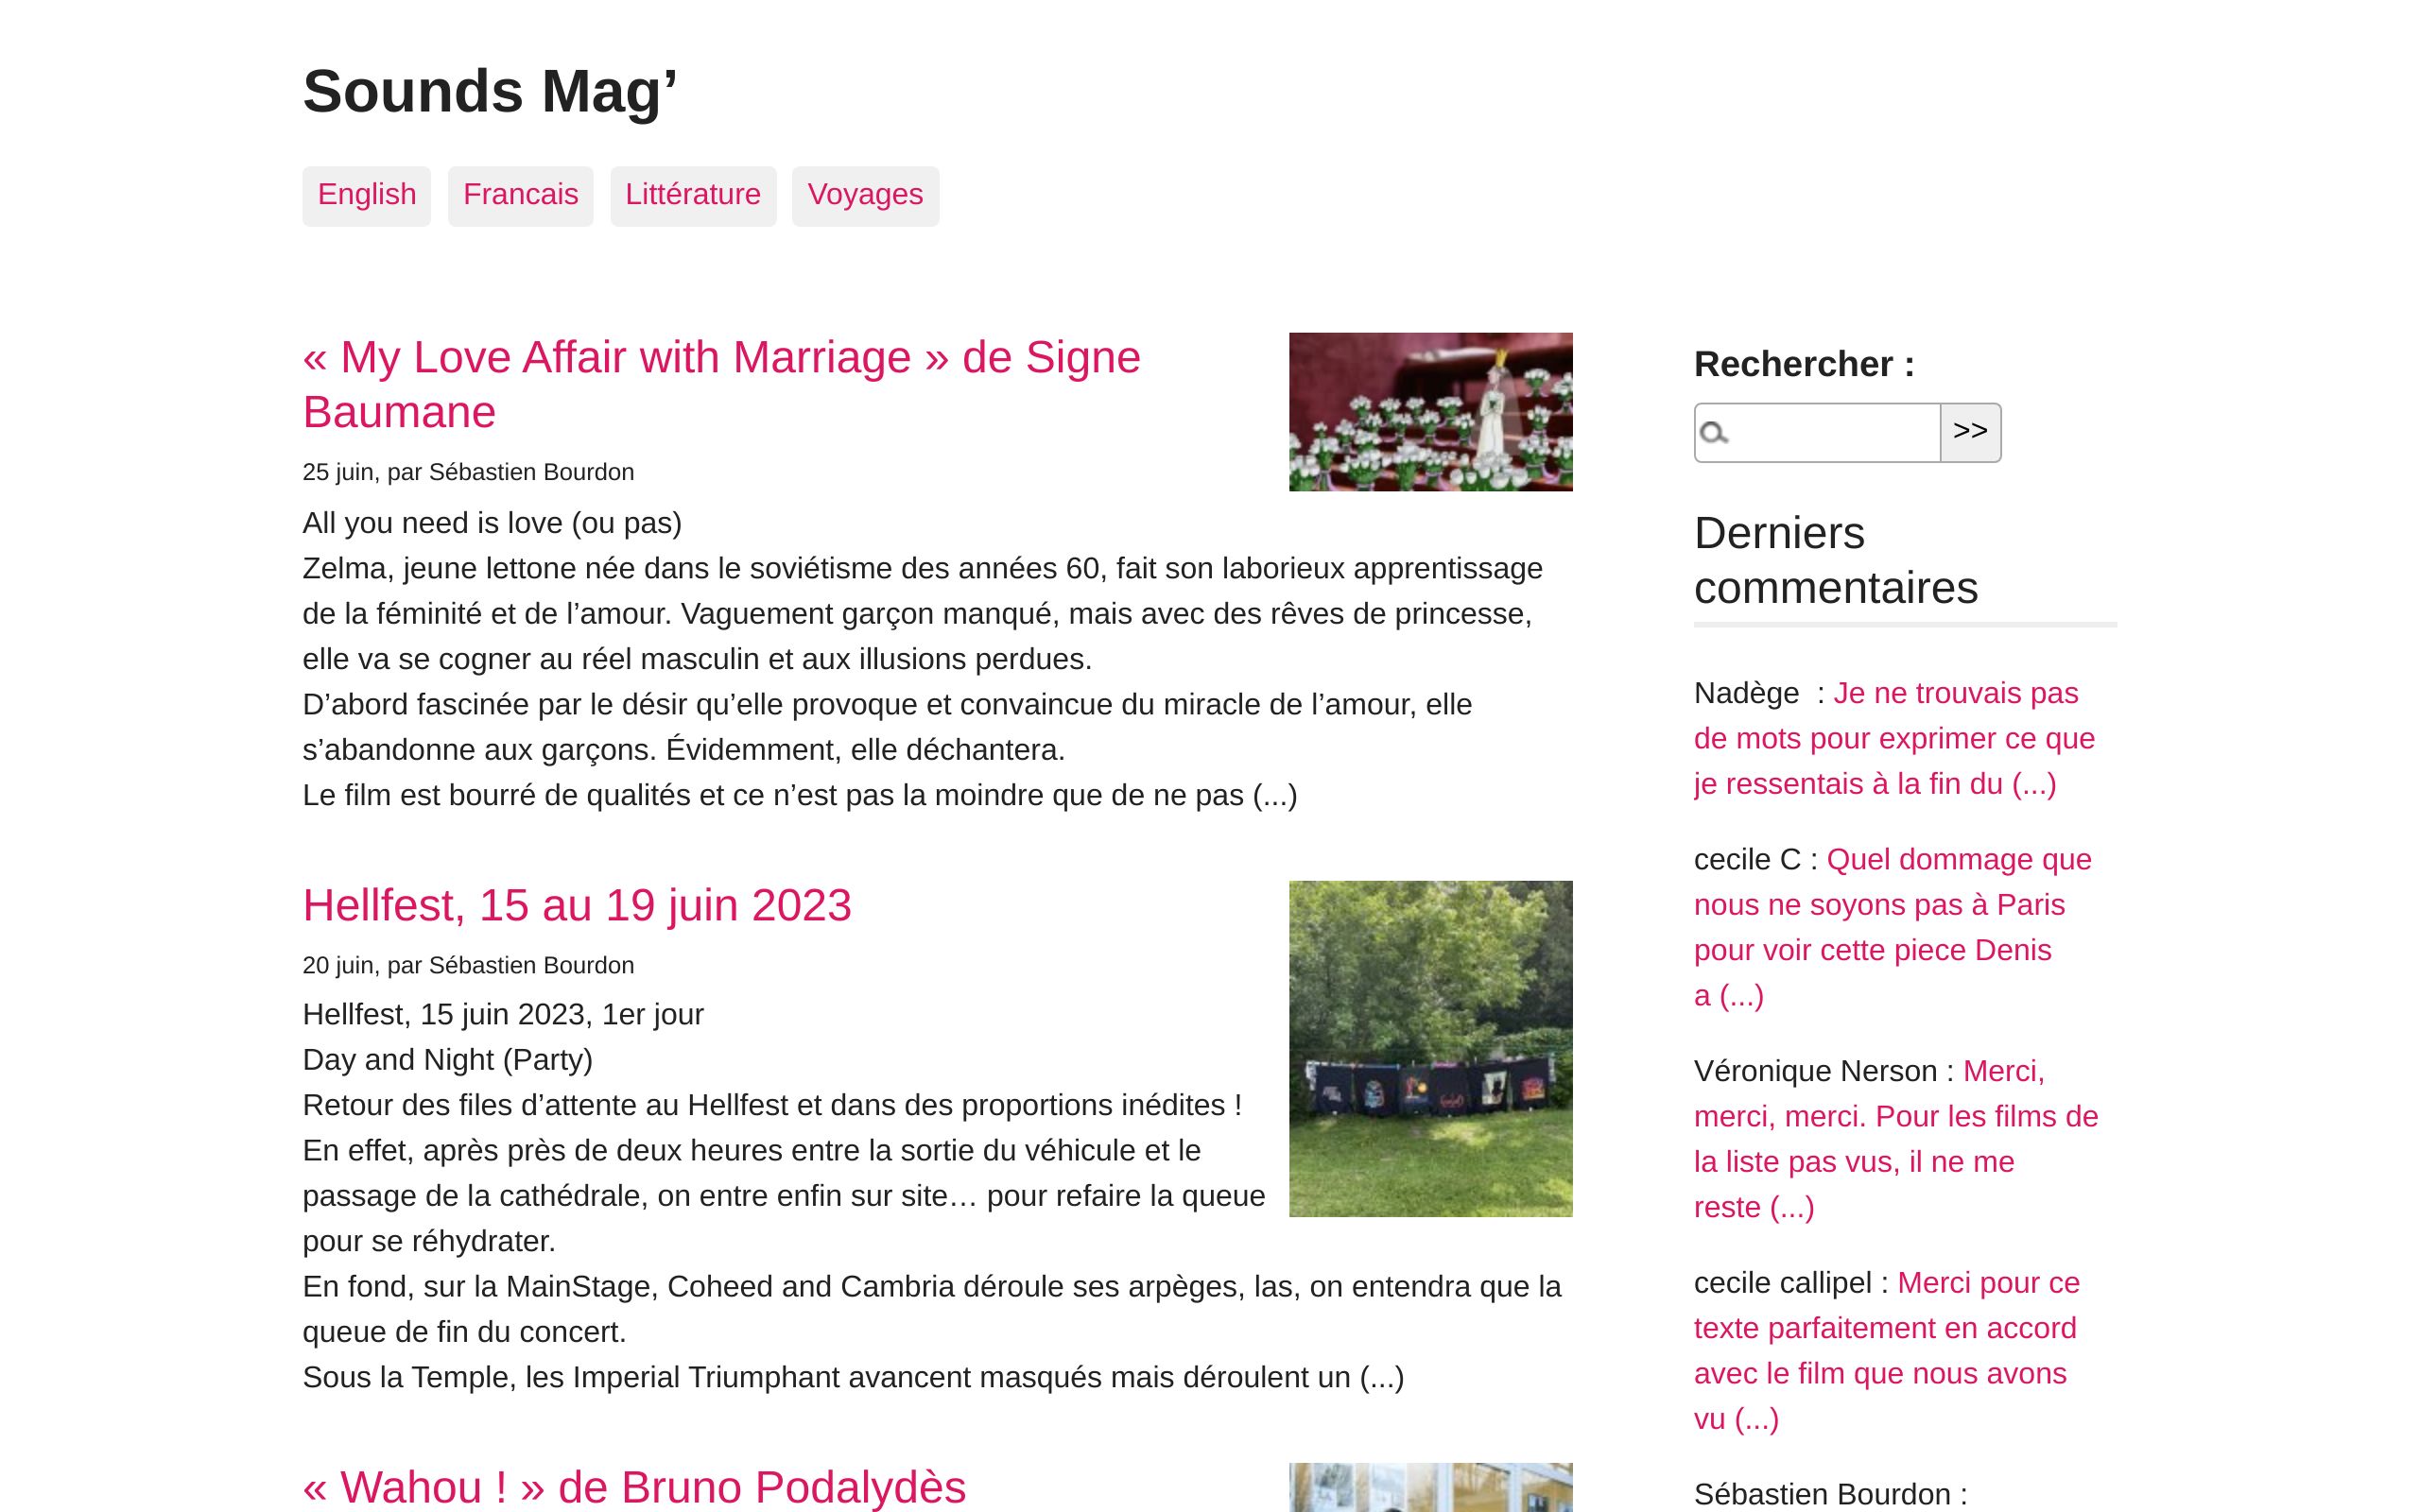 Sounds Mag’
English Francais Littérature Voyages
« My Love Affair with Marriage » de Signe
Baumane
25 juin, par Sébastien Bourdon
All you need is love (ou pas)
Zelma, jeune lettone née dans le soviétisme des années 60, fait son laborieux apprentissage
de la féminité et de l’amour. Vaguement garçon manqué, mais avec des rêves de princesse,
elle va se cogner au réel masculin et aux illusions perdues.
D’abord fascinée par le désir qu’elle provoque et convaincue du miracle de l’amour, elle
s’abandonne aux garçons. Évidemment, elle déchantera.
Le film est bourré de qualités et ce n’est pas la moindre que de ne pas (...)
Hellfest, 15 au 19 juin 2023
20 juin, par Sébastien Bourdon
Hellfest, 15 juin 2023, 1er jour
Day and Night (Party)
Retour des files d’attente au Hellfest et dans des proportions inédites !
En effet, après près de deux heures entre la sortie du véhicule et le
passage de la cathédrale, on entre enfin sur site… pour refaire la queue
pour se réhydrater.
En fond, sur la MainStage, Coheed and Cambria déroule ses arpèges, las, on entendra que la
queue de fin du concert.
Sous la Temple, les Imperial Triumphant avancent masqués mais déroulent un (...)
« Wahou ! » de Bruno Podalydès
Rechercher :
>>
Derniers
commentaires
Nadège  : Je ne trouvais pas
de mots pour exprimer ce que
je ressentais à la fin du (...)
cecile C : Quel dommage que
nous ne soyons pas à Paris
pour voir cette piece Denis
a (...)
Véronique Nerson : Merci,
merci, merci. Pour les films de
la liste pas vus, il ne me
reste (...)
cecile callipel : Merci pour ce
texte parfaitement en accord
avec le film que nous avons
vu (...)
Sébastien Bourdon :